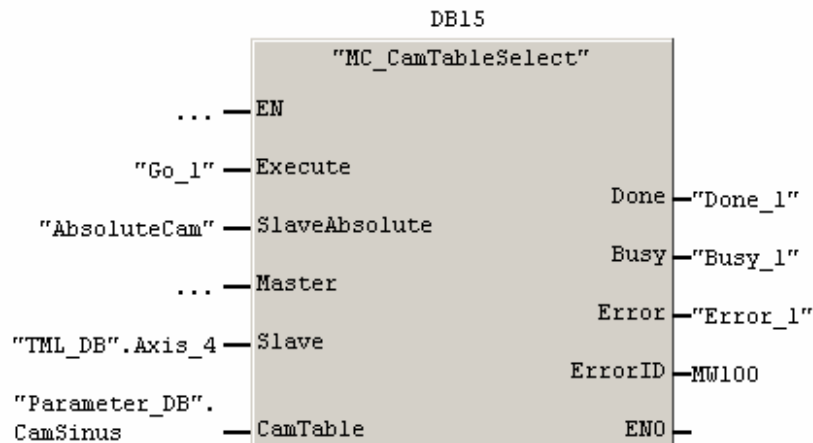 DB15
"MC_CamTableSelect"
... EN
"Go_1" Execute
Done "Done_1"
"AbsoluteCam" SlaveAbsolute
Busy "Busy_1"
... Master
Error "Error_1"
"TML_DB".Axis_4 Slave
ErrorID MW100
"Parameter_DB".
CamSinus CamTable ENO